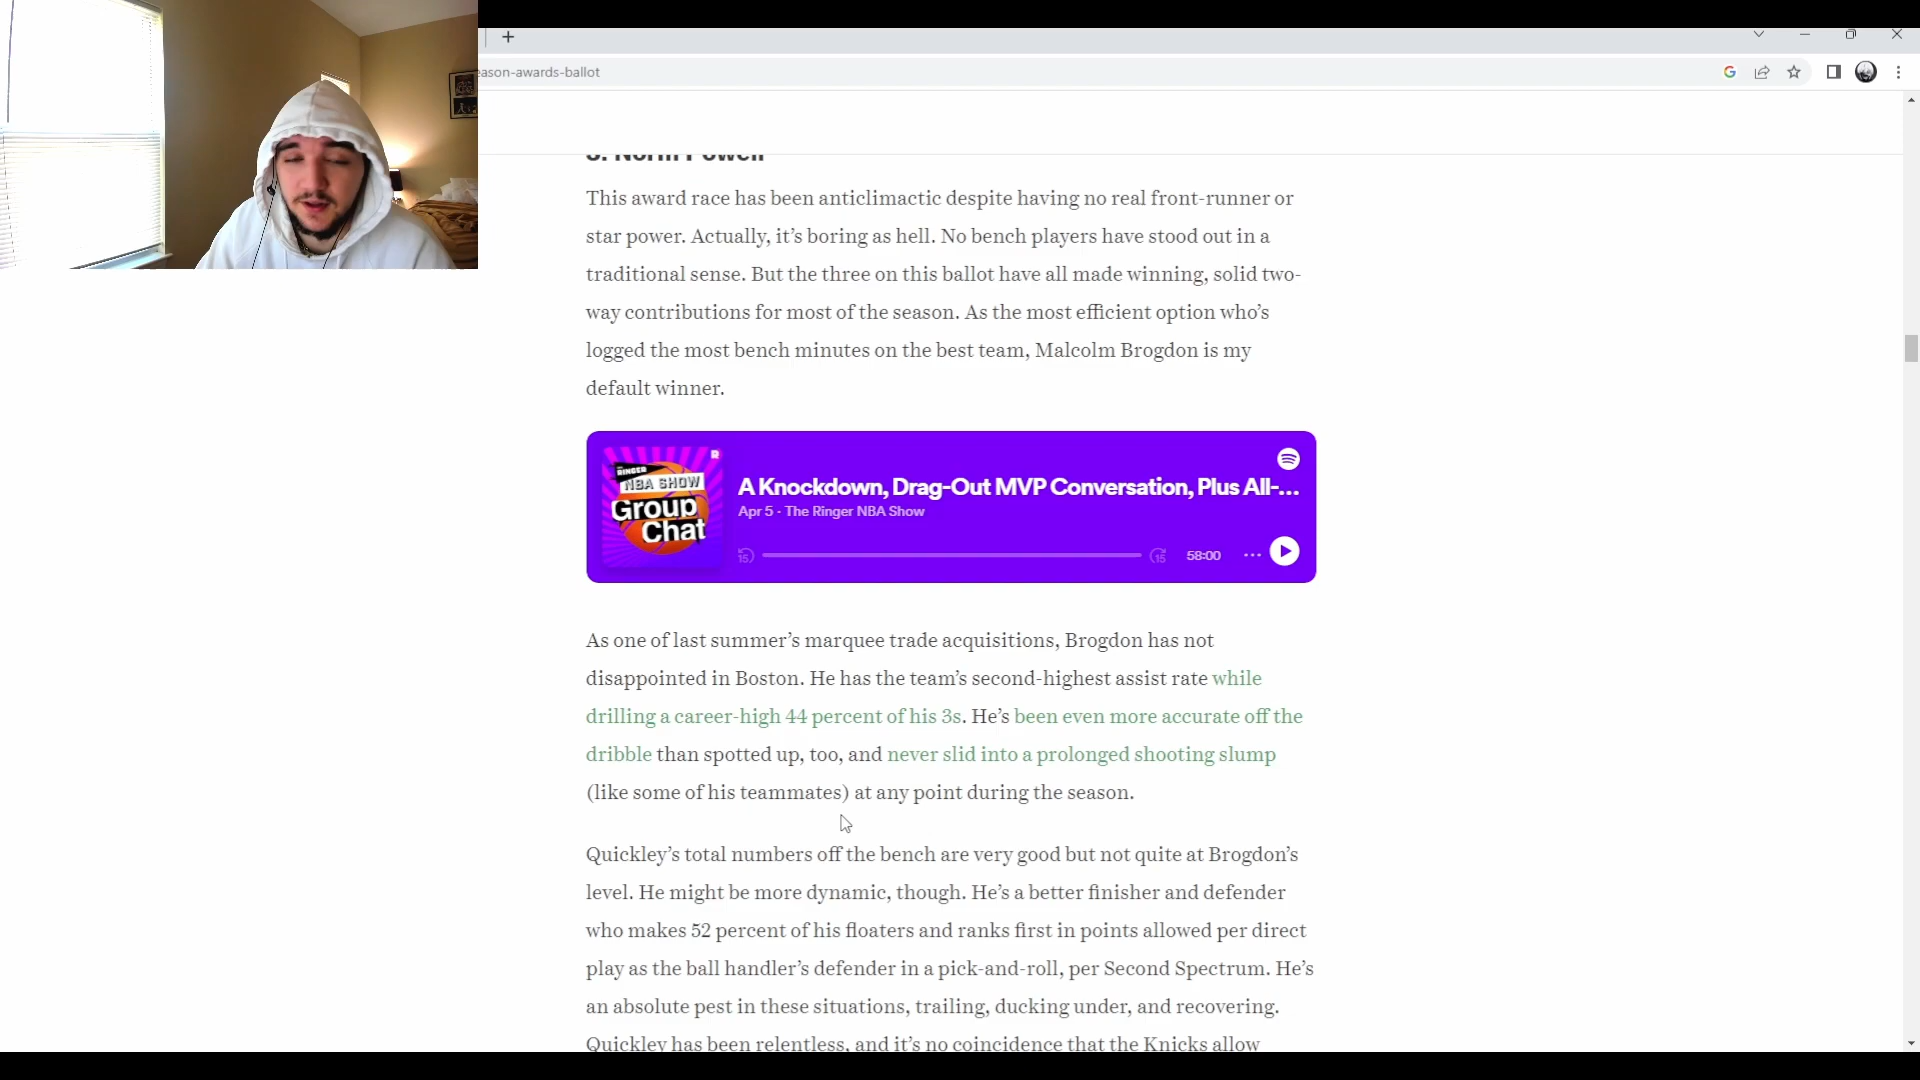 eason-awards-ballot
3. Norm Powell
This award race has been anticlimactic despite having no real front-runner or
star power. Actually, it’s boring as hell. No bench players have stood out in a
traditional sense. But the three on this ballot have all made winning, solid two-
way contributions for most of the season. As the most efficient option who’s
logged the most bench minutes on the best team, Malcolm Brogdon is my
default winner.
THE RINGER
NBA SHOW
Group
Chat
A Knockdown, Drag-Out MVP Conversation, Plus All-...
Apr 5 · The Ringer NBA Show
15
15
58:00
As one of last summer’s marquee trade acquisitions, Brogdon has not
disappointed in Boston. He has the team’s second-highest assist rate while
drilling a career-high 44 percent of his 3s. He’s been even more accurate off the
dribble than spotted up, too, and never slid into a prolonged shooting slump
(like some of his teammates) at any point during the season.
Quickley’s total numbers off the bench are very good but not quite at Brogdon’s
level. He might be more dynamic, though. He’s a better finisher and defender
who makes 52 percent of his floaters and ranks first in points allowed per direct
play as the ball handler’s defender in a pick-and-roll, per Second Spectrum. He’s
an absolute pest in these situations, trailing, ducking under, and recovering.
Quickley has been relentless, and it’s no coincidence that the Knicks allow